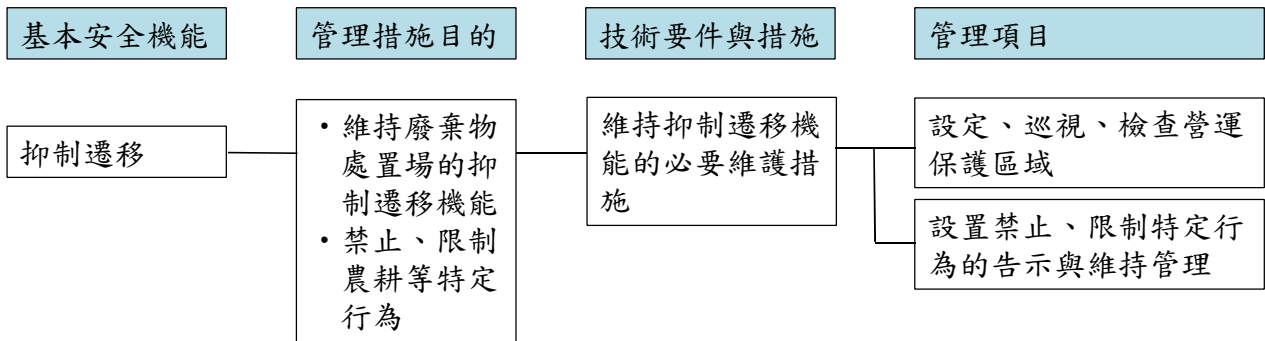 基本安全機能
管理措施目的
技術要件與措施
管理項目
抑制遷移
・維持廢棄物
處置場的抑
制遷移機能
・禁止、限制
農耕等特定
行為
維持抑制遷移機
能的必要維護措
施
設定、巡視、檢查營運
保護區域
設置禁止、限制特定行
為的告示與維持管理